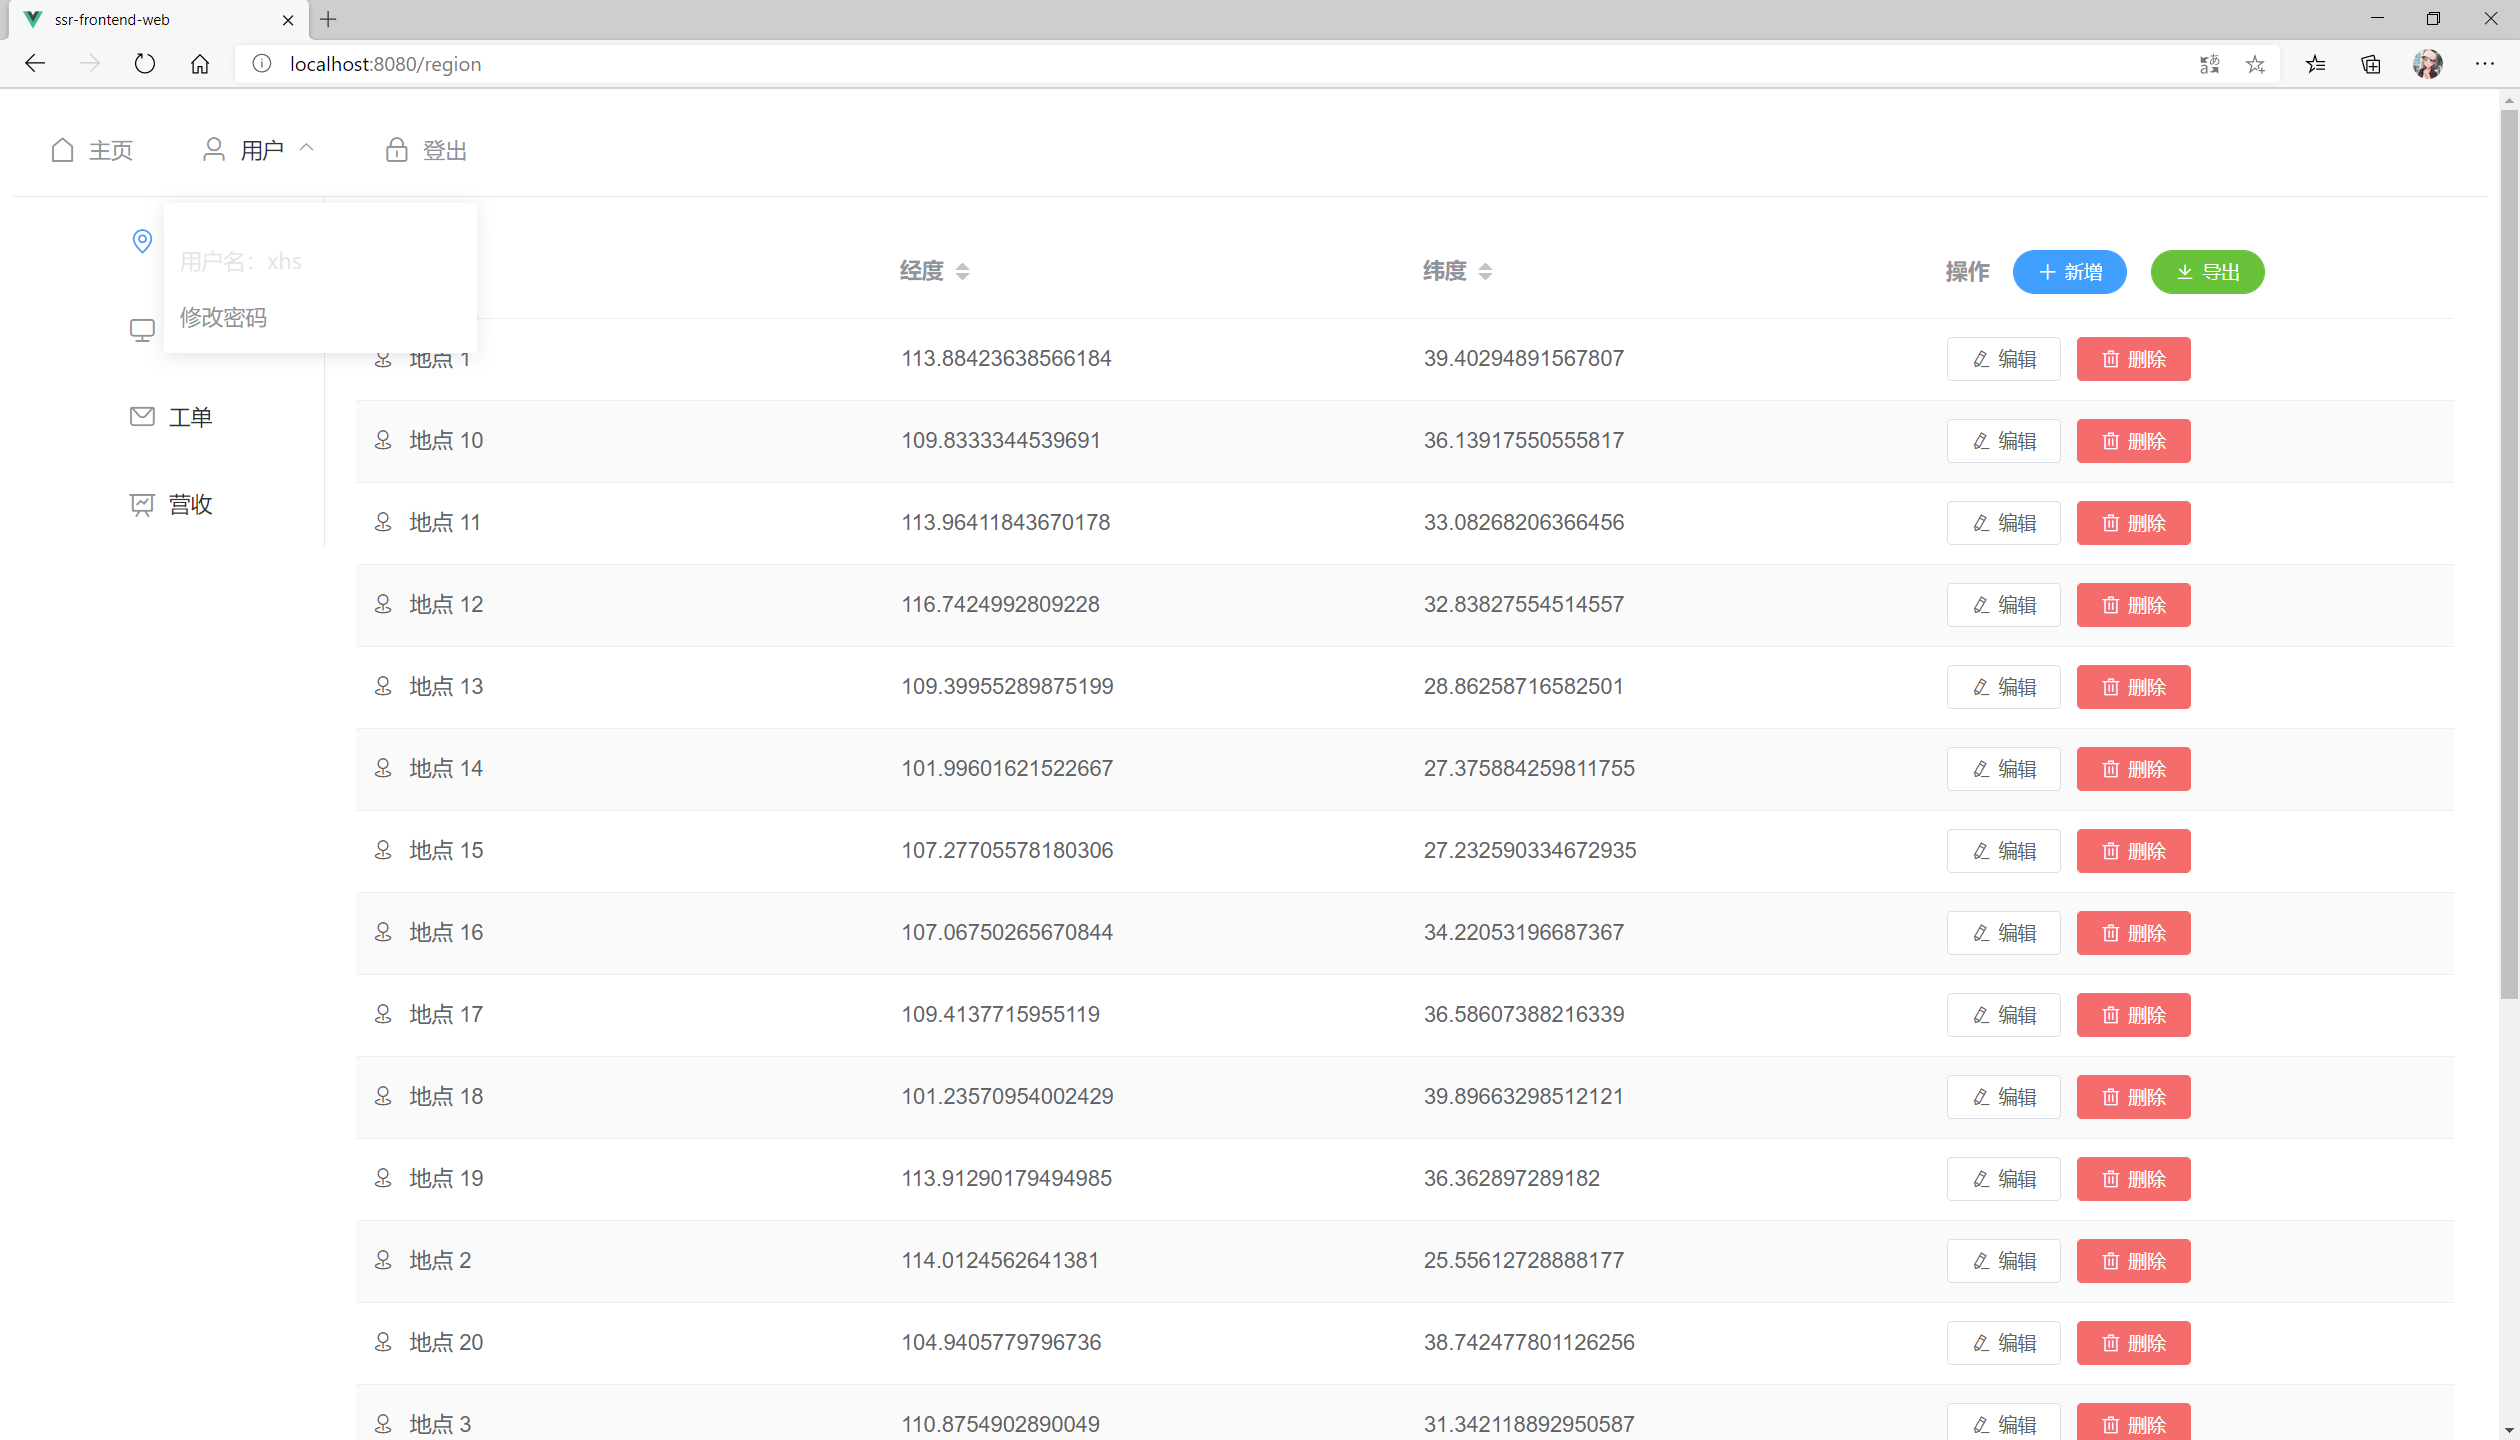 ssr-frontend-web
localhost:8080/region
主页 用户 登出
用户名：xhs
修改密码
工单
营收
经度 纬度 操作 新增 导出
地点 1 113.88423638566184 39.40294891567807 编辑 删除
地点 10 109.8333344539691 36.13917550555817 编辑 删除
地点 11 113.96411843670178 33.08268206366456 编辑 删除
地点 12 116.7424992809228 32.83827554514557 编辑 删除
地点 13 109.39955289875199 28.86258716582501 编辑 删除
地点 14 101.99601621522667 27.375884259811755 编辑 删除
地点 15 107.27705578180306 27.232590334672935 编辑 删除
地点 16 107.06750265670844 34.22053196687367 编辑 删除
地点 17 109.4137715955119 36.58607388216339 编辑 删除
地点 18 101.23570954002429 39.89663298512121 编辑 删除
地点 19 113.91290179494985 36.362897289182 编辑 删除
地点 2 114.0124562641381 25.55612728888177 编辑 删除
地点 20 104.9405779796736 38.742477801126256 编辑 删除
地点 3 110.8754902890049 31.342118892950587 编辑 删除